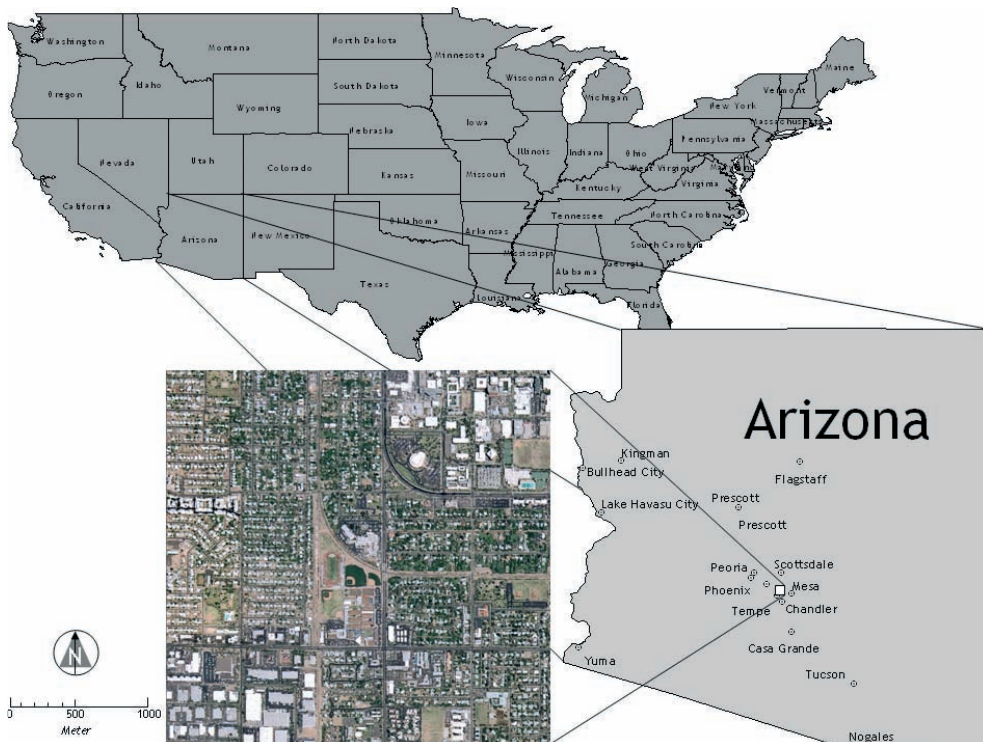 Washington
Montana
North Dakota
Minnesota
Maine
Oregon
Idaho
Wyoming
South Dakota
Wisconsin
Michigan
Vermont
New York
Massachusetts
Nebraska
Iowa
Pennsylvania
Nevada
Utah
Colorado
Kansas
Illinois
Indiana
Ohio
West Virginia
Virginia
California
Missouri
Kentucky
Arizona
New Mexico
Oklahoma
Arkansas
Tennessee
North Carolina
South Carolina
Mississippi
Alabama
Georgia
Texas
Louisiana
Florida
Arizona
Kingman
Bullhead City
Flagstaff
Lake Havasu City
Prescott
Prescott
Peoria
Scottsdale
Phoenix
Mesa
Tempe
Chandler
Casa Grande
Yuma
Tucson
Nogales
N
0 500 1000
Meter